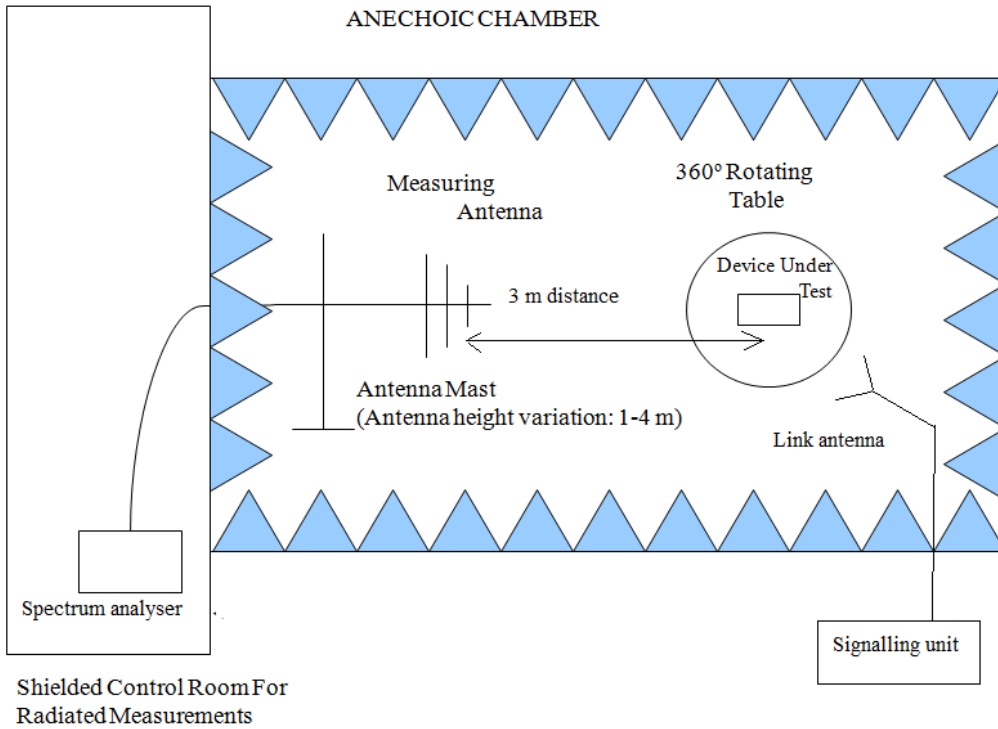 ANECHOIC CHAMBER
Measuring
Antenna
360º Rotating
Table
Device Under
Test
3 m distance
Antenna Mast
(Antenna height variation: 1-4 m)
Link antenna
Spectrum analyser
Signalling unit
Shielded Control Room For
Radiated Measurements